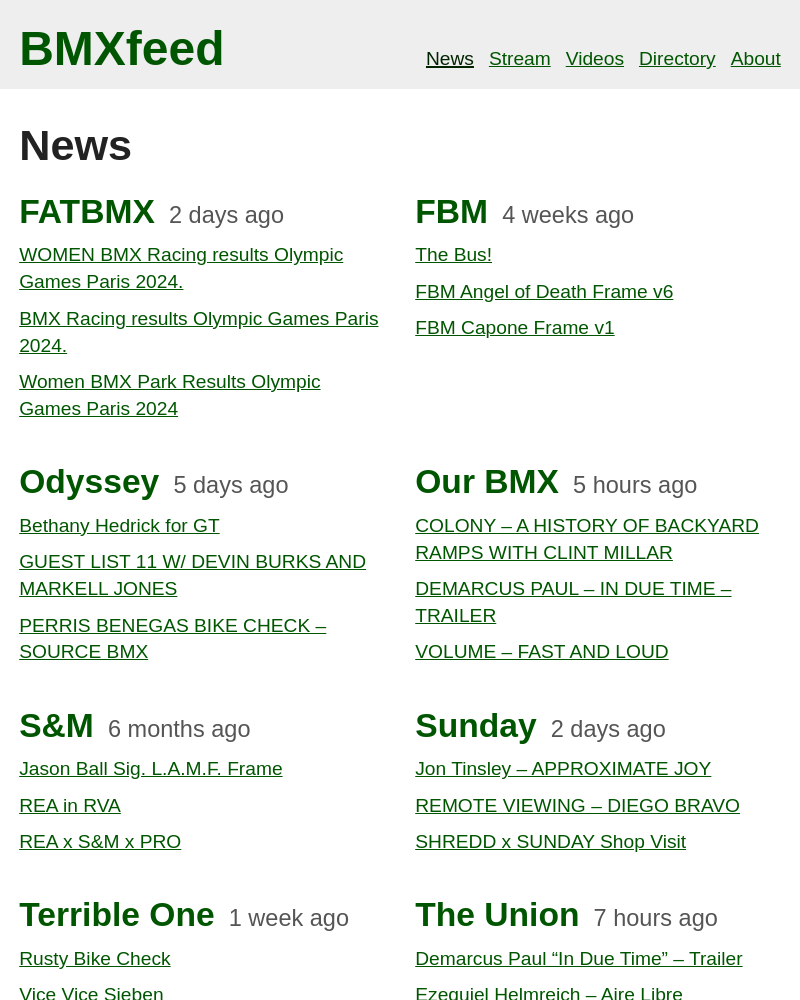 BMXfeed
News Stream Videos Directory About
News
FATBMX 2 days ago
WOMEN BMX Racing results Olympic
Games Paris 2024.
BMX Racing results Olympic Games Paris
2024.
Women BMX Park Results Olympic
Games Paris 2024
FBM 4 weeks ago
The Bus!
FBM Angel of Death Frame v6
FBM Capone Frame v1
Odyssey 5 days ago
Bethany Hedrick for GT
GUEST LIST 11 W/ DEVIN BURKS AND
MARKELL JONES
PERRIS BENEGAS BIKE CHECK –
SOURCE BMX
Our BMX 5 hours ago
COLONY – A HISTORY OF BACKYARD
RAMPS WITH CLINT MILLAR
DEMARCUS PAUL – IN DUE TIME –
TRAILER
VOLUME – FAST AND LOUD
S&M 6 months ago
Jason Ball Sig. L.A.M.F. Frame
REA in RVA
REA x S&M x PRO
Sunday 2 days ago
Jon Tinsley – APPROXIMATE JOY
REMOTE VIEWING – DIEGO BRAVO
SHREDD x SUNDAY Shop Visit
Terrible One 1 week ago
Rusty Bike Check
Vice Vice Sieben
The Union 7 hours ago
Demarcus Paul “In Due Time” – Trailer
Ezequiel Helmreich – Aire Libre